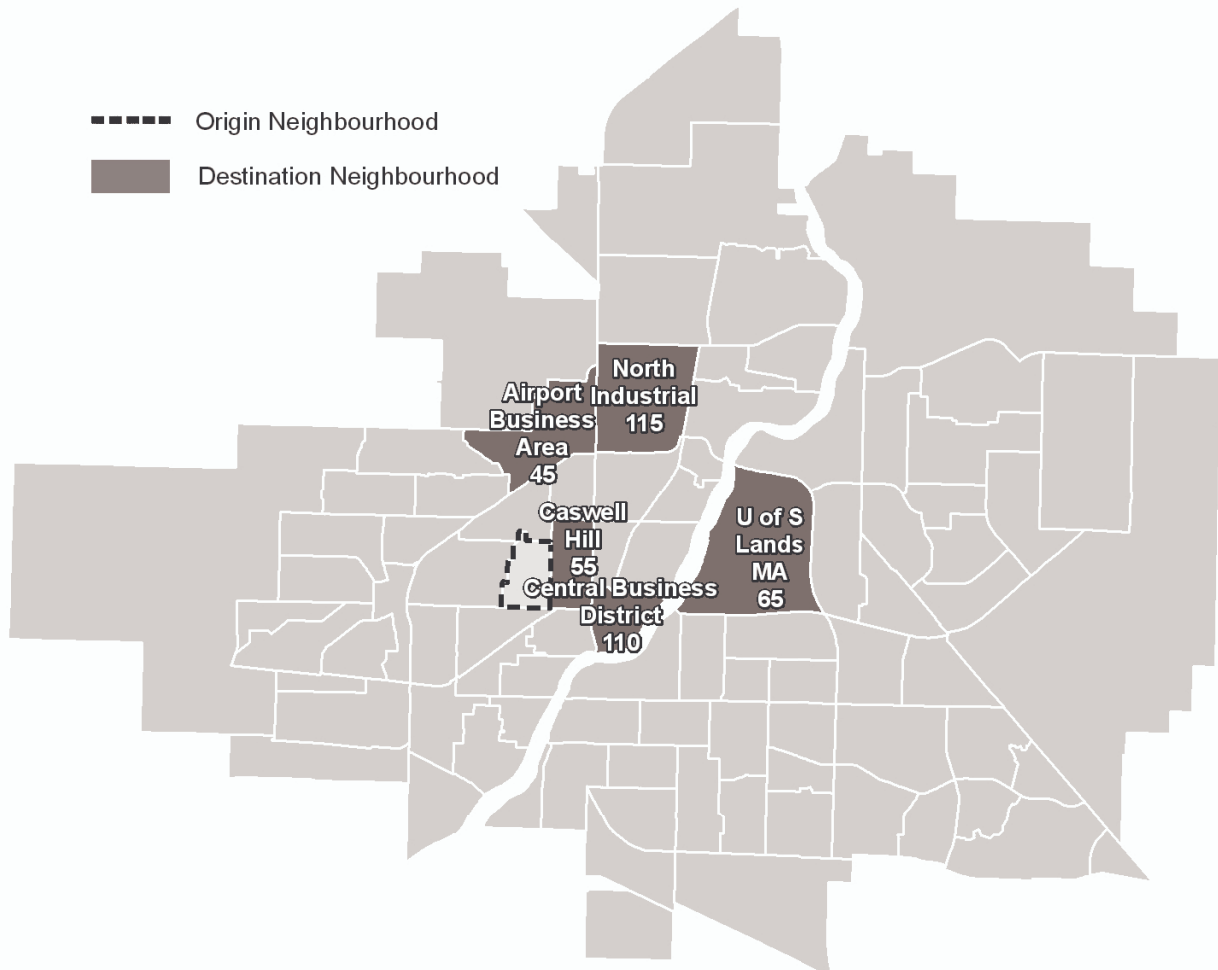 Origin Neighbourhood
Destination Neighbourhood
North
Industrial
115
Airport
Business
Area
45
Caswell
Hill
55
U of S
Lands
MA
65
Central Business
District
110